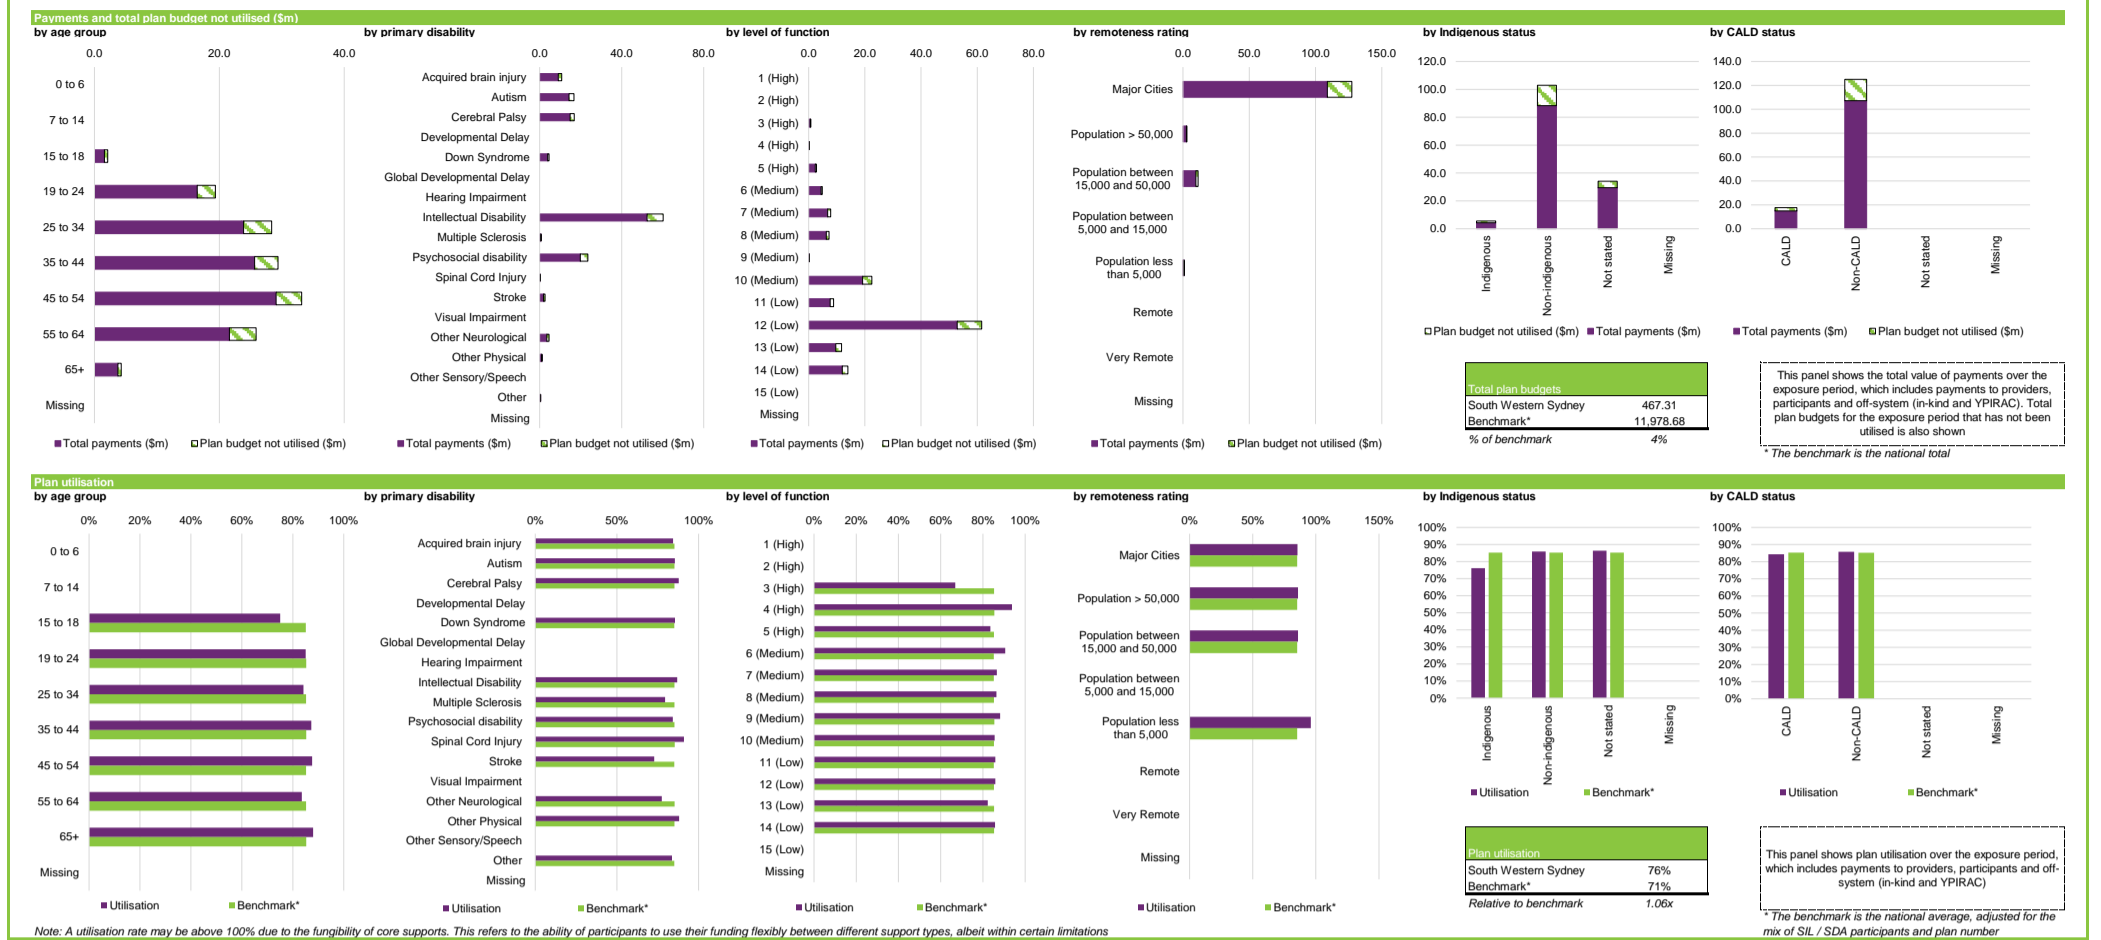 Payments and total plan budget not utilised ($m)
by age group
0.0 20.0 40.0
0 to 6
7 to 14
15 to 18
19 to 24
25 to 34
35 to 44
45 to 54
55 to 64
65+
Missing
Total payments ($m) Plan budget not utilised ($m)
by primary disability
0.0 20.0 40.0 60.0 80.0
Acquired brain injury
Autism
Cerebral Palsy
Developmental Delay
Down Syndrome
Global Developmental Delay
Hearing Impairment
Intellectual Disability
Multiple Sclerosis
Psychosocial disability
Spinal Cord Injury
Stroke
Visual Impairment
Other Neurological
Other Physical
Other Sensory/Speech
Other
Missing
Total payments ($m) Plan budget not utilised ($m)
by level of function
0.0 20.0 40.0 60.0 80.0
1 (High)
2 (High)
3 (High)
4 (High)
5 (High)
6 (Medium)
7 (Medium)
8 (Medium)
9 (Medium)
10 (Medium)
11 (Low)
12 (Low)
13 (Low)
14 (Low)
15 (Low)
Missing
Total payments ($m) Plan budget not utilised ($m)
by remoteness rating
0.0 50.0 100.0 150.0
Major Cities
Population > 50,000
Population between
15,000 and 50,000
Population between
5,000 and 15,000
Population less
than 5,000
Remote
Very Remote
Missing
Total payments ($m) Plan budget not utilised ($m)
by Indigenous status
120.0
100.0
80.0
60.0
40.0
20.0
0.0
Indigenous
Non-indigenous
Not stated
Missing
Plan budget not utilised ($m) Total payments ($m)
by CALD status
140.0
120.0
100.0
80.0
60.0
40.0
20.0
0.0
CALD
Non-CALD
Not stated
Missing
Total payments ($m) Plan budget not utilised ($m)
Total plan budgets
South Western Sydney 467.31
Benchmark* 11,978.68
% of benchmark 4%
This panel shows the total value of payments over the
exposure period, which includes payments to providers,
participants and off-system (in-kind and YPIRAC). Total
plan budgets for the exposure period that has not been
utilised is also shown
* The benchmark is the national total
Plan utilisation
by age group
0% 20% 40% 60% 80% 100%
0 to 6
7 to 14
15 to 18
19 to 24
25 to 34
35 to 44
45 to 54
55 to 64
65+
Missing
Utilisation Benchmark*
by primary disability
0% 50% 100%
Acquired brain injury
Autism
Cerebral Palsy
Developmental Delay
Down Syndrome
Global Developmental Delay
Hearing Impairment
Intellectual Disability
Multiple Sclerosis
Psychosocial disability
Spinal Cord Injury
Stroke
Visual Impairment
Other Neurological
Other Physical
Other Sensory/Speech
Other
Missing
Utilisation Benchmark*
by level of function
0% 20% 40% 60% 80% 100%
1 (High)
2 (High)
3 (High)
4 (High)
5 (High)
6 (Medium)
7 (Medium)
8 (Medium)
9 (Medium)
10 (Medium)
11 (Low)
12 (Low)
13 (Low)
14 (Low)
15 (Low)
Missing
Utilisation Benchmark*
by remoteness rating
0% 50% 100% 150%
Major Cities
Population > 50,000
Population between
15,000 and 50,000
Population between
5,000 and 15,000
Population less
than 5,000
Remote
Very Remote
Missing
Utilisation Benchmark*
by Indigenous status
100%
90%
80%
70%
60%
50%
40%
30%
20%
10%
0%
Indigenous
Non-indigenous
Not stated
Missing
Utilisation Benchmark*
by CALD status
100%
90%
80%
70%
60%
50%
40%
30%
20%
10%
0%
CALD
Non-CALD
Not stated
Missing
Utilisation Benchmark*
Plan utilisation
South Western Sydney 76%
Benchmark* 71%
Relative to benchmark 1.06x
This panel shows plan utilisation over the exposure period,
which includes payments to providers, participants and off-
system (in-kind and YPIRAC)
* The benchmark is the national average, adjusted for the
mix of SIL / SDA participants and plan number
Note: A utilisation rate may be above 100% due to the fungibility of core supports. This refers to the ability of participants to use their funding flexibly between different support types, albeit within certain limitations